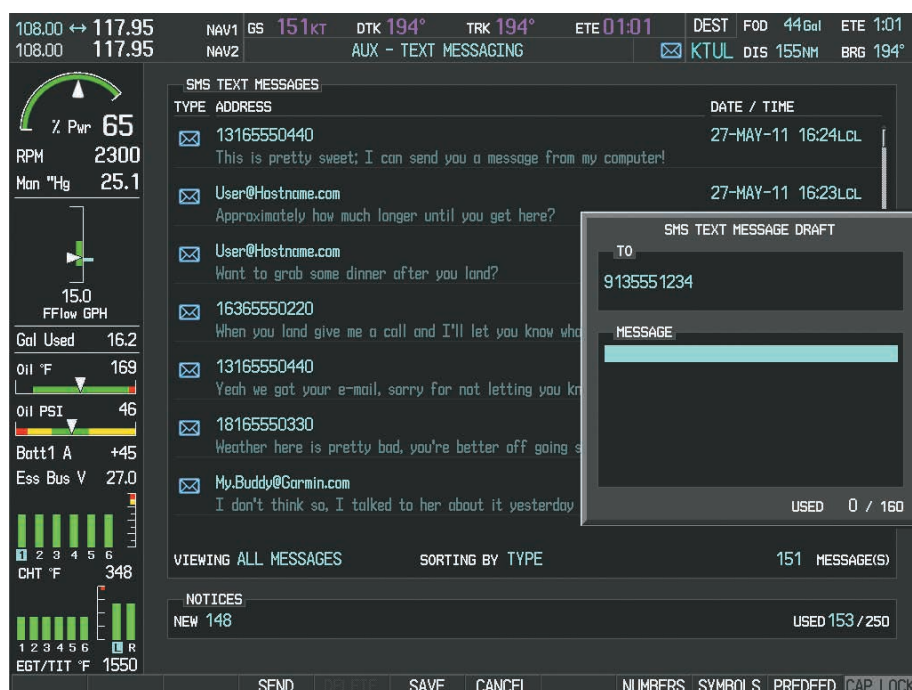 108.00 ↔ 117.95 NAV1 GS 151KT DTK 194° TRK 194° ETE 01:01 DEST FOD 44Gal ETE 1:01
108.00 117.95 NAV2 AUX - TEXT MESSAGING KTUL DIS 155NM BRG 194°
% Pwr 65
RPM 2300
Man "Hg 25.1
15.0
FFlow GPH
Gal Used 16.2
Oil °F 169
Oil PSI 46
Batt1 A +45
Ess Bus V 27.0
1 2 3 4 5 6
CHT °F 348
1 2 3 4 5 6 L R
EGT/TIT °F 1550
SMS TEXT MESSAGES
TYPE ADDRESS DATE / TIME
13165550440 27-MAY-11 16:24LCL
This is pretty sweet; I can send you a message from my computer!
User@Hostname.com 27-MAY-11 16:23LCL
Approximately how much longer until you get here?
User@Hostname.com
Want to grab some dinner after you land?
16365550220
When you land give me a call and I'll let you know
13165550440
Yeah we got your e-mail, sorry for not letting you
18165550330
Weather here is pretty bad, you're better off going
My.Buddy@Garmin.com
I don't think so, I talked to her about it yesterday
SMS TEXT MESSAGE DRAFT
TO
9135551234
MESSAGE
USED 0 / 160
VIEWING ALL MESSAGES SORTING BY TYPE 151 MESSAGE(S)
NOTICES
NEW 148 USED 153 / 250
SEND DELETE SAVE CANCEL NUMBERS SYMBOLS PREDEFD CAP LOCK